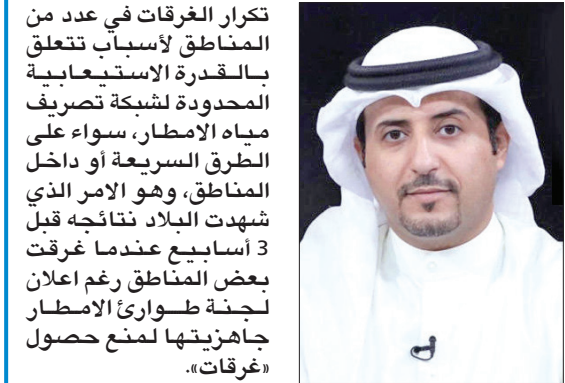 تكرار الغرقات في عدد من
المناطق لأسباب تتعلق
بالقدرة الاستيعابية
المحدودة لشبكة تصريف
مياه الامطار، سواء على
الطرق السريعة أو داخل
المناطق، وهو الامر الذي
شهدت البلاد نتائجه قبل
3 أسابيع عندما غرقت
بعض المناطق رغم اعلان
لجنة طوارئ الامطار
جاهزيتها لمنع حصول
«غرقات».